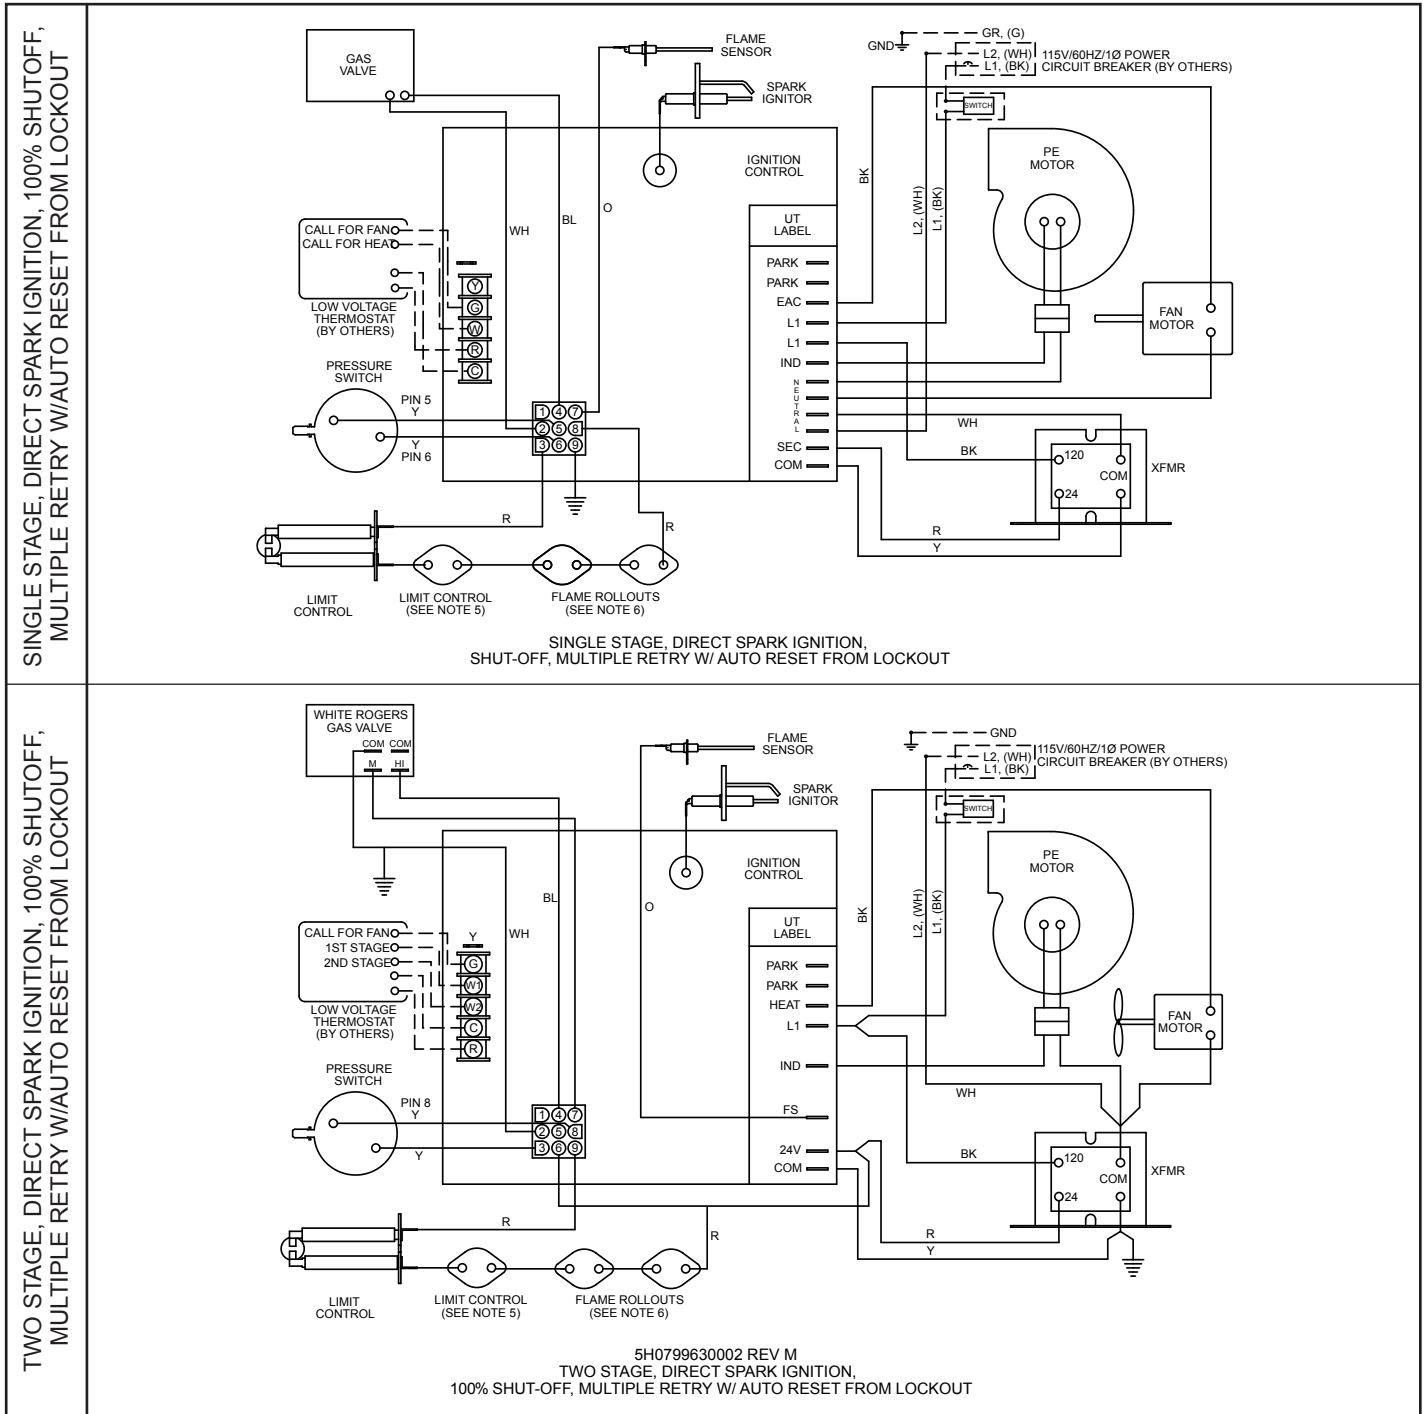 SINGLE STAGE, DIRECT SPARK IGNITION, 100% SHUTOFF,
MULTIPLE RETRY W/AUTO RESET FROM LOCKOUT
GAS
VALVE
FLAME
SENSOR
SPARK
IGNITOR
GND
GR, (G)
L2, (WH)
L1, (BK)
115V/60HZ/1Ø POWER
CIRCUIT BREAKER (BY OTHERS)
SWITCH
IGNITION
CONTROL
PE
MOTOR
BK
L2, (WH)
L1, (BK)
O
BL
WH
UT
LABEL
CALL FOR FAN
CALL FOR HEAT
LOW VOLTAGE
THERMOSTAT
(BY OTHERS)
Y
G
W
R
C
PARK
PARK
EAC
L1
L1
IND
NEUTRAL
SEC
COM
FAN
MOTOR
PRESSURE
SWITCH
PIN 5
Y
Y
PIN 6
1 4 7
2 5 8
3 6 9
WH
BK
120
COM
24
XFMR
R
R
R
Y
LIMIT
CONTROL
LIMIT CONTROL
(SEE NOTE 5)
FLAME ROLLOUTS
(SEE NOTE 6)
SINGLE STAGE, DIRECT SPARK IGNITION,
SHUT-OFF, MULTIPLE RETRY W/ AUTO RESET FROM LOCKOUT
TWO STAGE, DIRECT SPARK IGNITION, 100% SHUTOFF,
MULTIPLE RETRY W/AUTO RESET FROM LOCKOUT
WHITE ROGERS
GAS VALVE
COM COM
M HI
FLAME
SENSOR
SPARK
IGNITOR
GND
L2, (WH)
L1, (BK)
115V/60HZ/1Ø POWER
CIRCUIT BREAKER (BY OTHERS)
SWITCH
IGNITION
CONTROL
PE
MOTOR
BK
L2, (WH)
L1, (BK)
BL
O
WH
UT
LABEL
CALL FOR FAN
1ST STAGE
2ND STAGE
LOW VOLTAGE
THERMOSTAT
(BY OTHERS)
Y
G
W1
W2
C
R
PARK
PARK
HEAT
L1
IND
FS
24V
COM
FAN
MOTOR
PRESSURE
SWITCH
PIN 8
Y
Y
1 4 7
2 5 8
3 6 9
WH
BK
120
COM
24
XFMR
R
R
R
Y
LIMIT
CONTROL
LIMIT CONTROL
(SEE NOTE 5)
FLAME ROLLOUTS
(SEE NOTE 6)
5H0799630002 REV M
TWO STAGE, DIRECT SPARK IGNITION,
100% SHUT-OFF, MULTIPLE RETRY W/ AUTO RESET FROM LOCKOUT